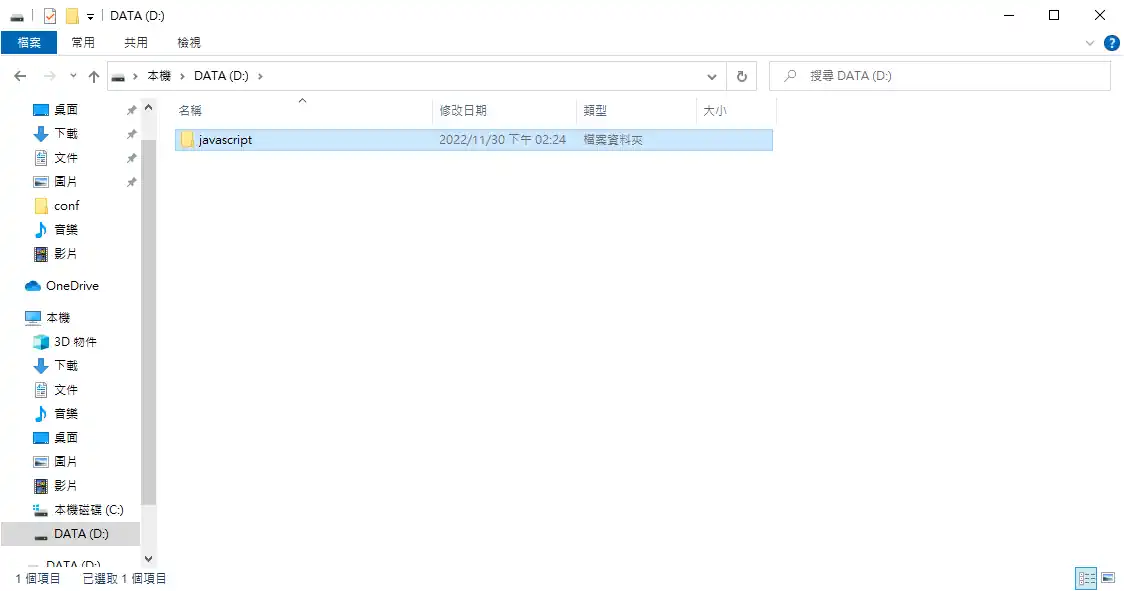 DATA (D:)
檔案 常用 共用 檢視
本機 DATA (D:) 搜尋 DATA (D:)
名稱 修改日期 類型 大小
javascript 2022/11/30 下午 02:24 檔案資料夾
桌面
下載
文件
圖片
conf
音樂
影片
OneDrive
本機
3D 物件
下載
文件
音樂
桌面
圖片
影片
本機磁碟 (C:)
DATA (D:)
DATA (D:)
1 個項目 已選取 1 個項目